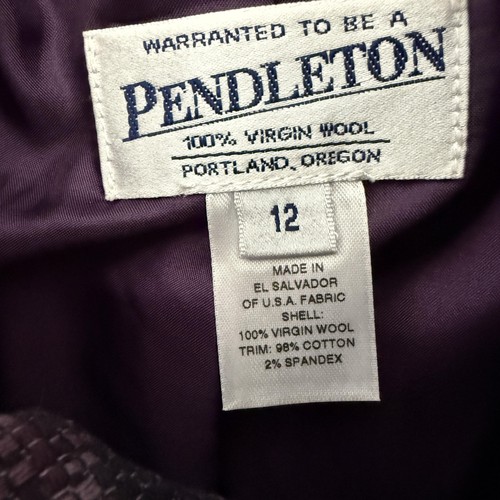 WARRANTED TO BE A
PENDLETON
100% VIRGIN WOOL
PORTLAND, OREGON
12
MADE IN
EL SALVADOR
OF U.S.A. FABRIC
SHELL:
100% VIRGIN WOOL
TRIM: 98% COTTON
2% SPANDEX